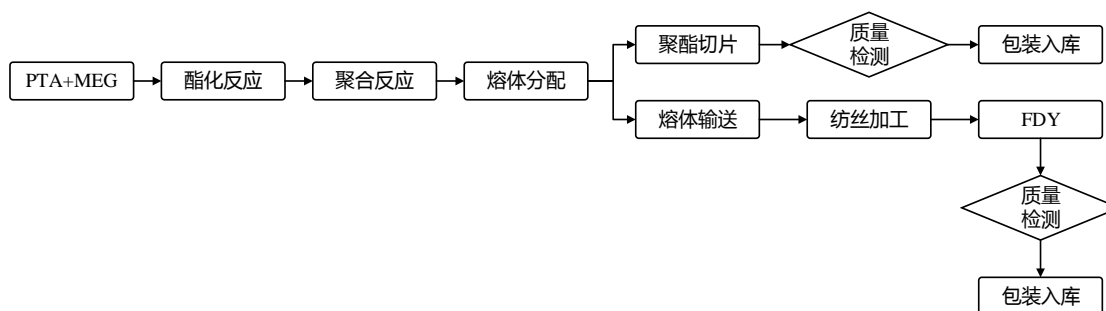 PTA+MEG
酯化反应
聚合反应
熔体分配
聚酯切片
质量
检测
包装入库
熔体输送
纺丝加工
FDY
质量
检测
包装入库